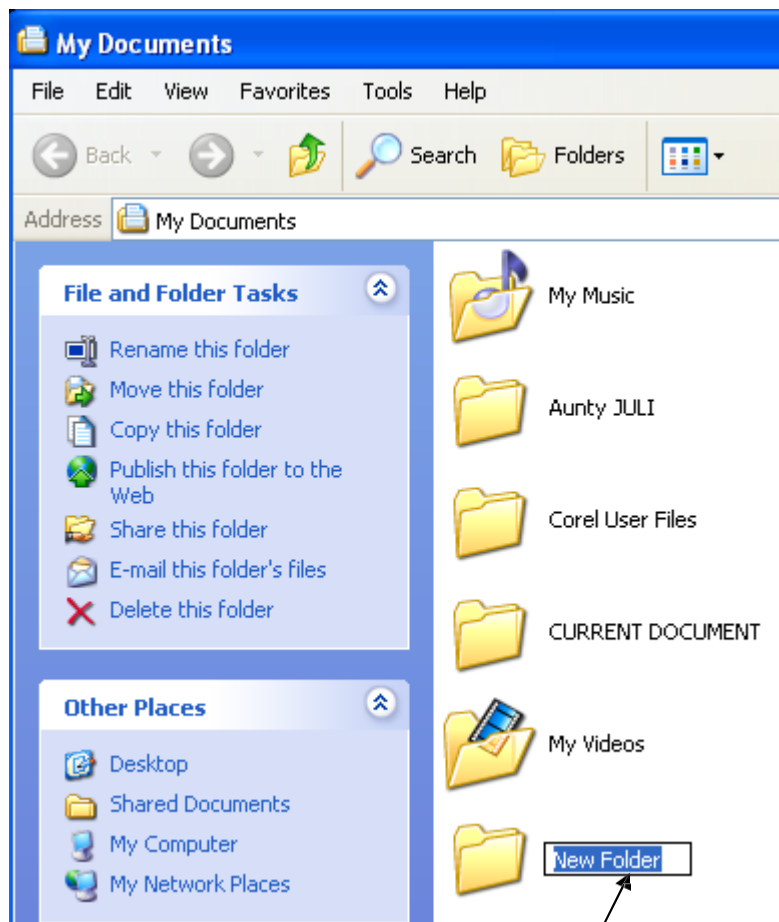 My Documents
File Edit View Favorites Tools Help
Back Search Folders
Address My Documents
File and Folder Tasks
Rename this folder
Move this folder
Copy this folder
Publish this folder to the
Web
Share this folder
E-mail this folder's files
Delete this folder
Other Places
Desktop
Shared Documents
My Computer
My Network Places
My Music
Aunty JULI
Corel User Files
CURRENT DOCUMENT
My Videos
New Folder